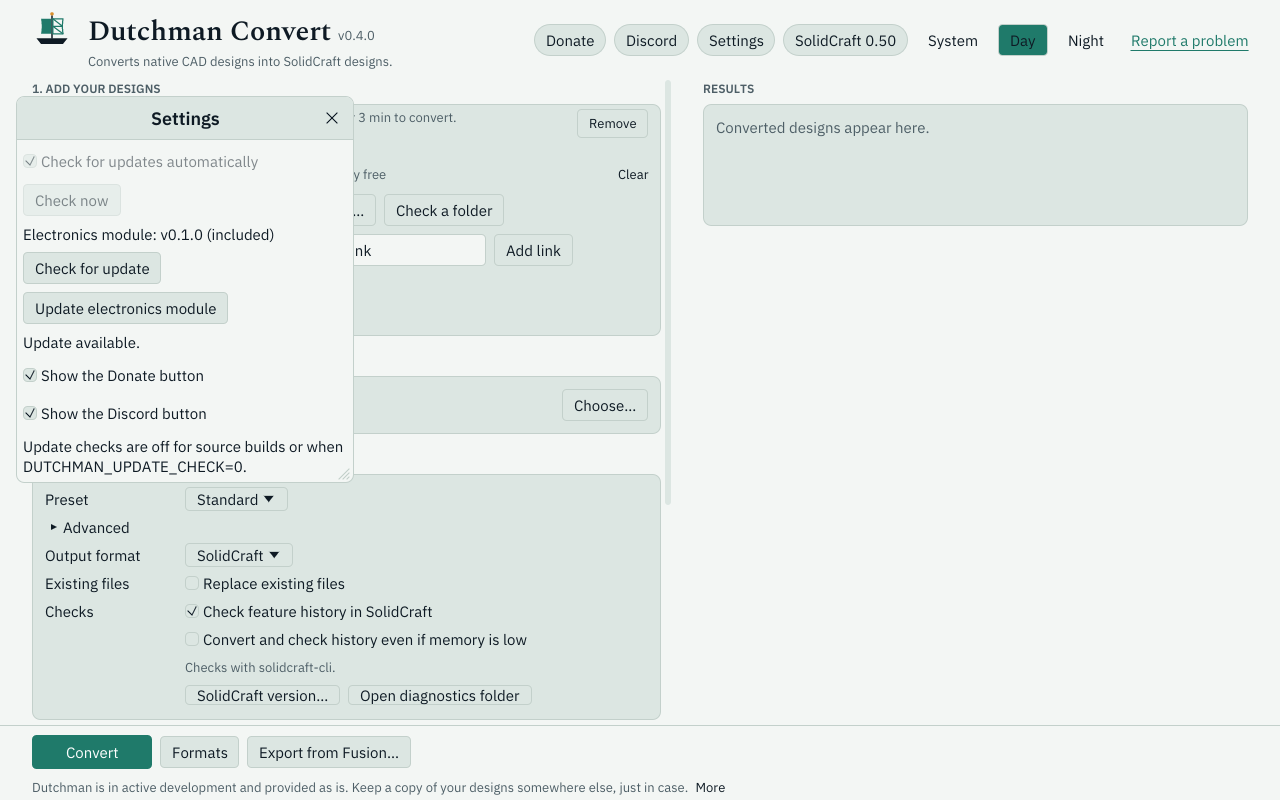 Dutchman Convert v0.4.0
Converts native CAD designs into SolidCraft designs.
Donate
Discord
Settings
SolidCraft 0.50
System
Day
Night
Report a problem
1. ADD YOUR DESIGNS
Settings
Check for updates automatically
Check now
Electronics module: v0.1.0 (included)
Check for update
Update electronics module
Update available.
Show the Donate button
Show the Discord button
Update checks are off for source builds or when
DUTCHMAN_UPDATE_CHECK=0.
3 min to convert.
Remove
free
Clear
...
Check a folder
Add link
Choose...
Preset
Standard
Advanced
Output format
SolidCraft
Existing files
Replace existing files
Checks
Check feature history in SolidCraft
Convert and check history even if memory is low
Checks with solidcraft-cli.
SolidCraft version...
Open diagnostics folder
RESULTS
Converted designs appear here.
Convert
Formats
Export from Fusion...
Dutchman is in active development and provided as is. Keep a copy of your designs somewhere else, just in case. More